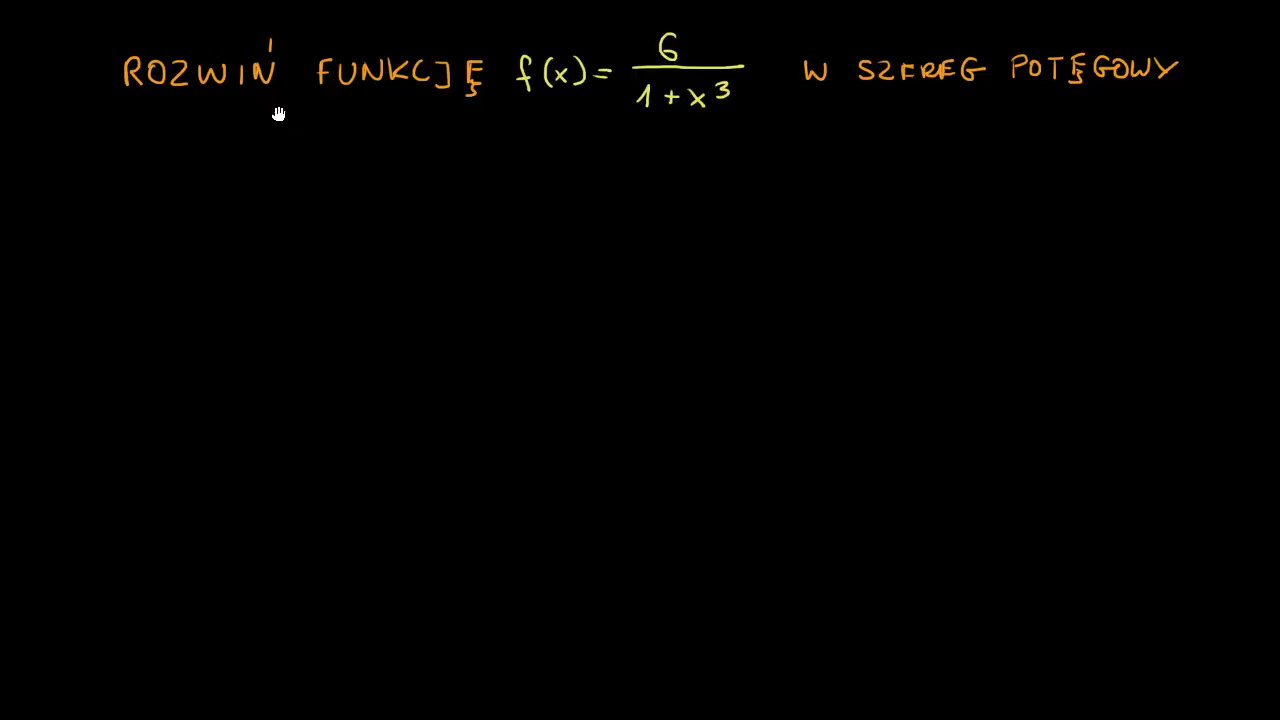 ROZWIŃ FUNKCJĘ f(x) = 6/(1+x³) W SZEREG POTĘGOWY